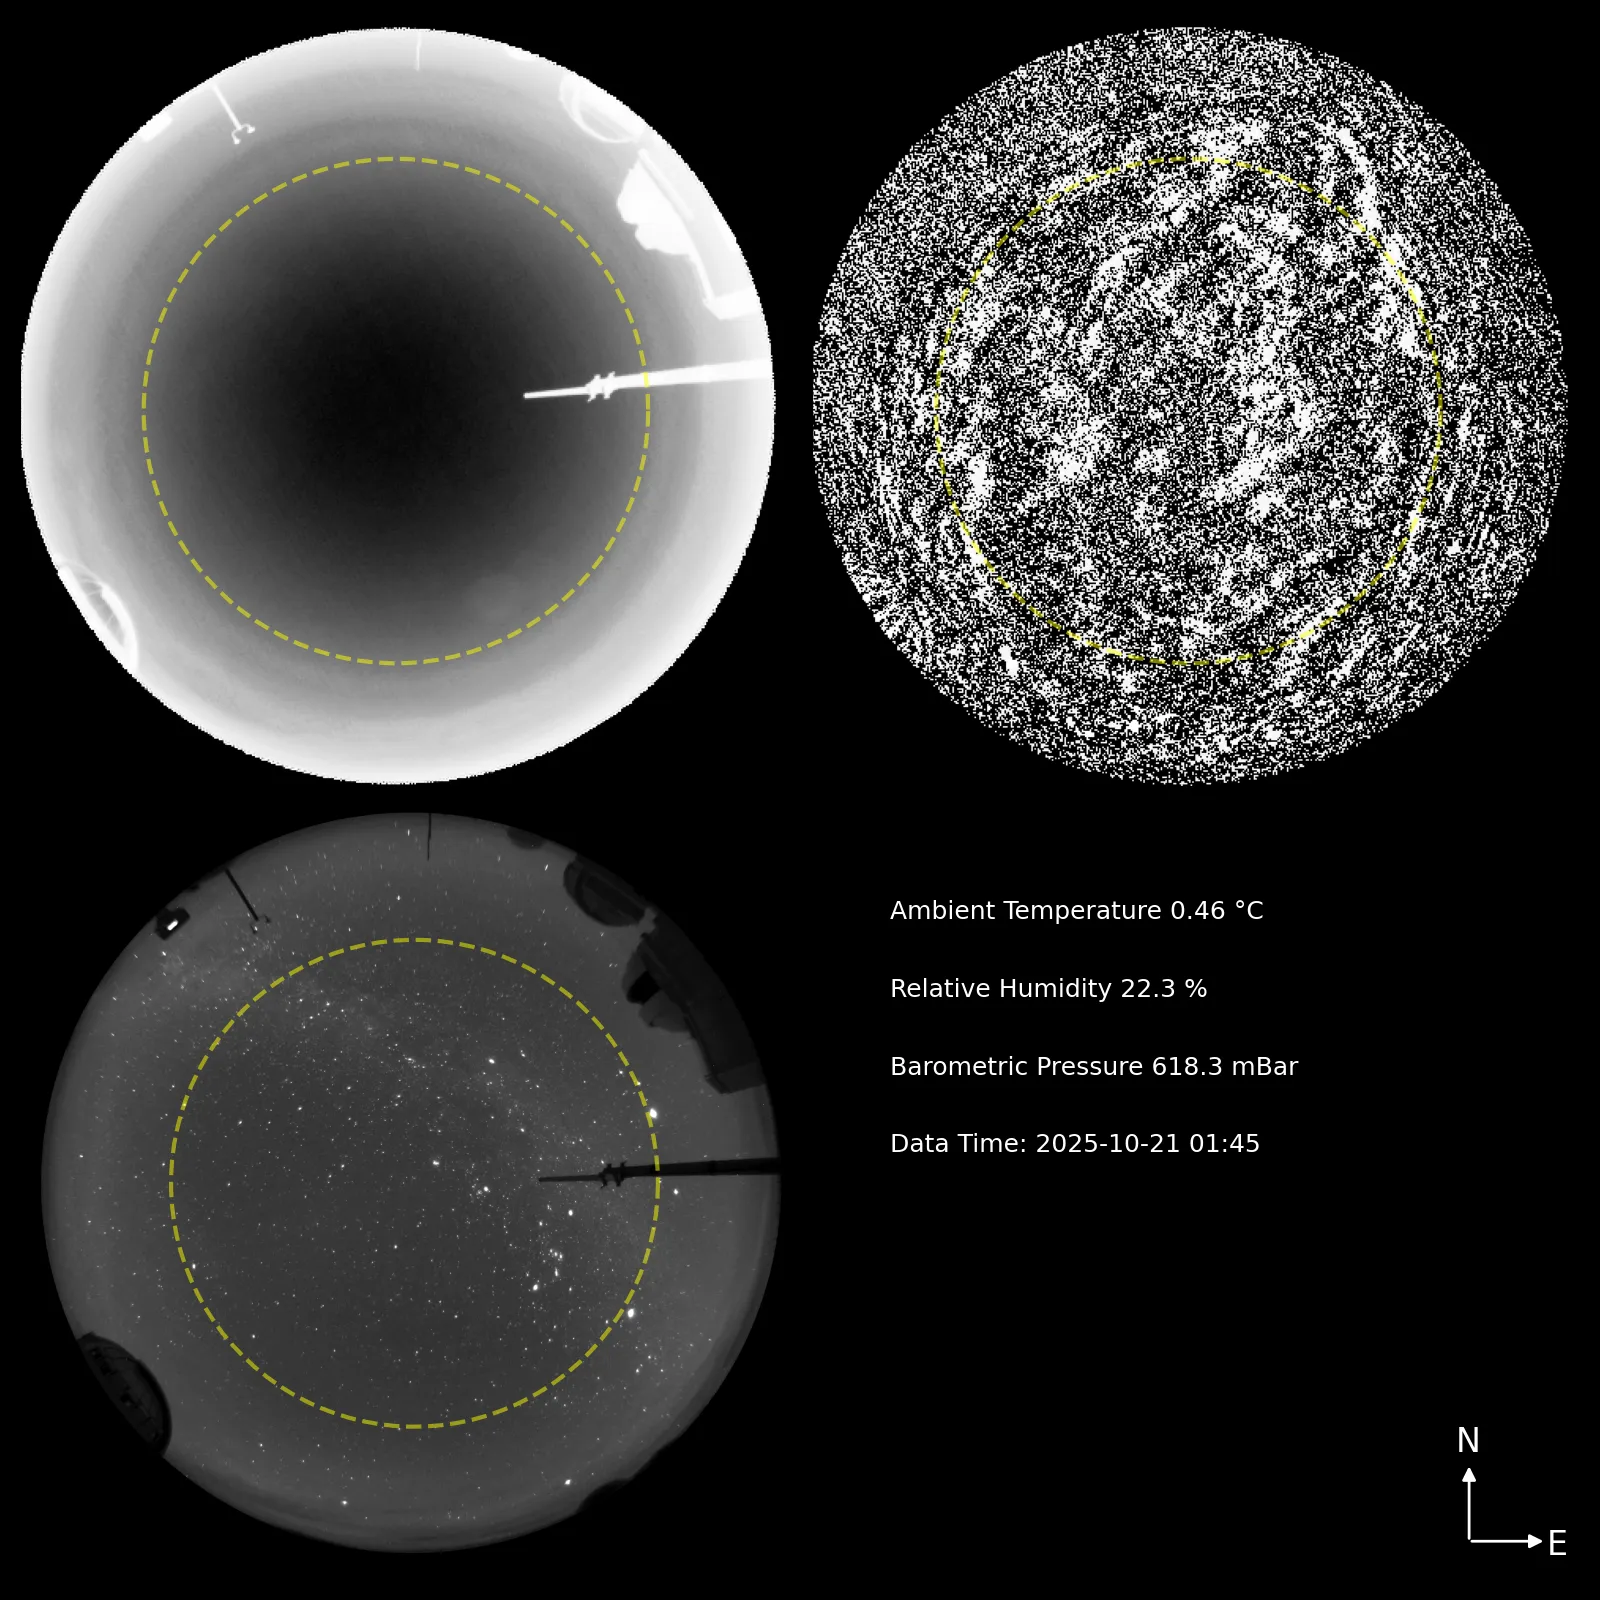 Ambient Temperature 0.46 °C
Relative Humidity 22.3 %
Barometric Pressure 618.3 mBar
Data Time: 2025-10-21 01:45
N
E